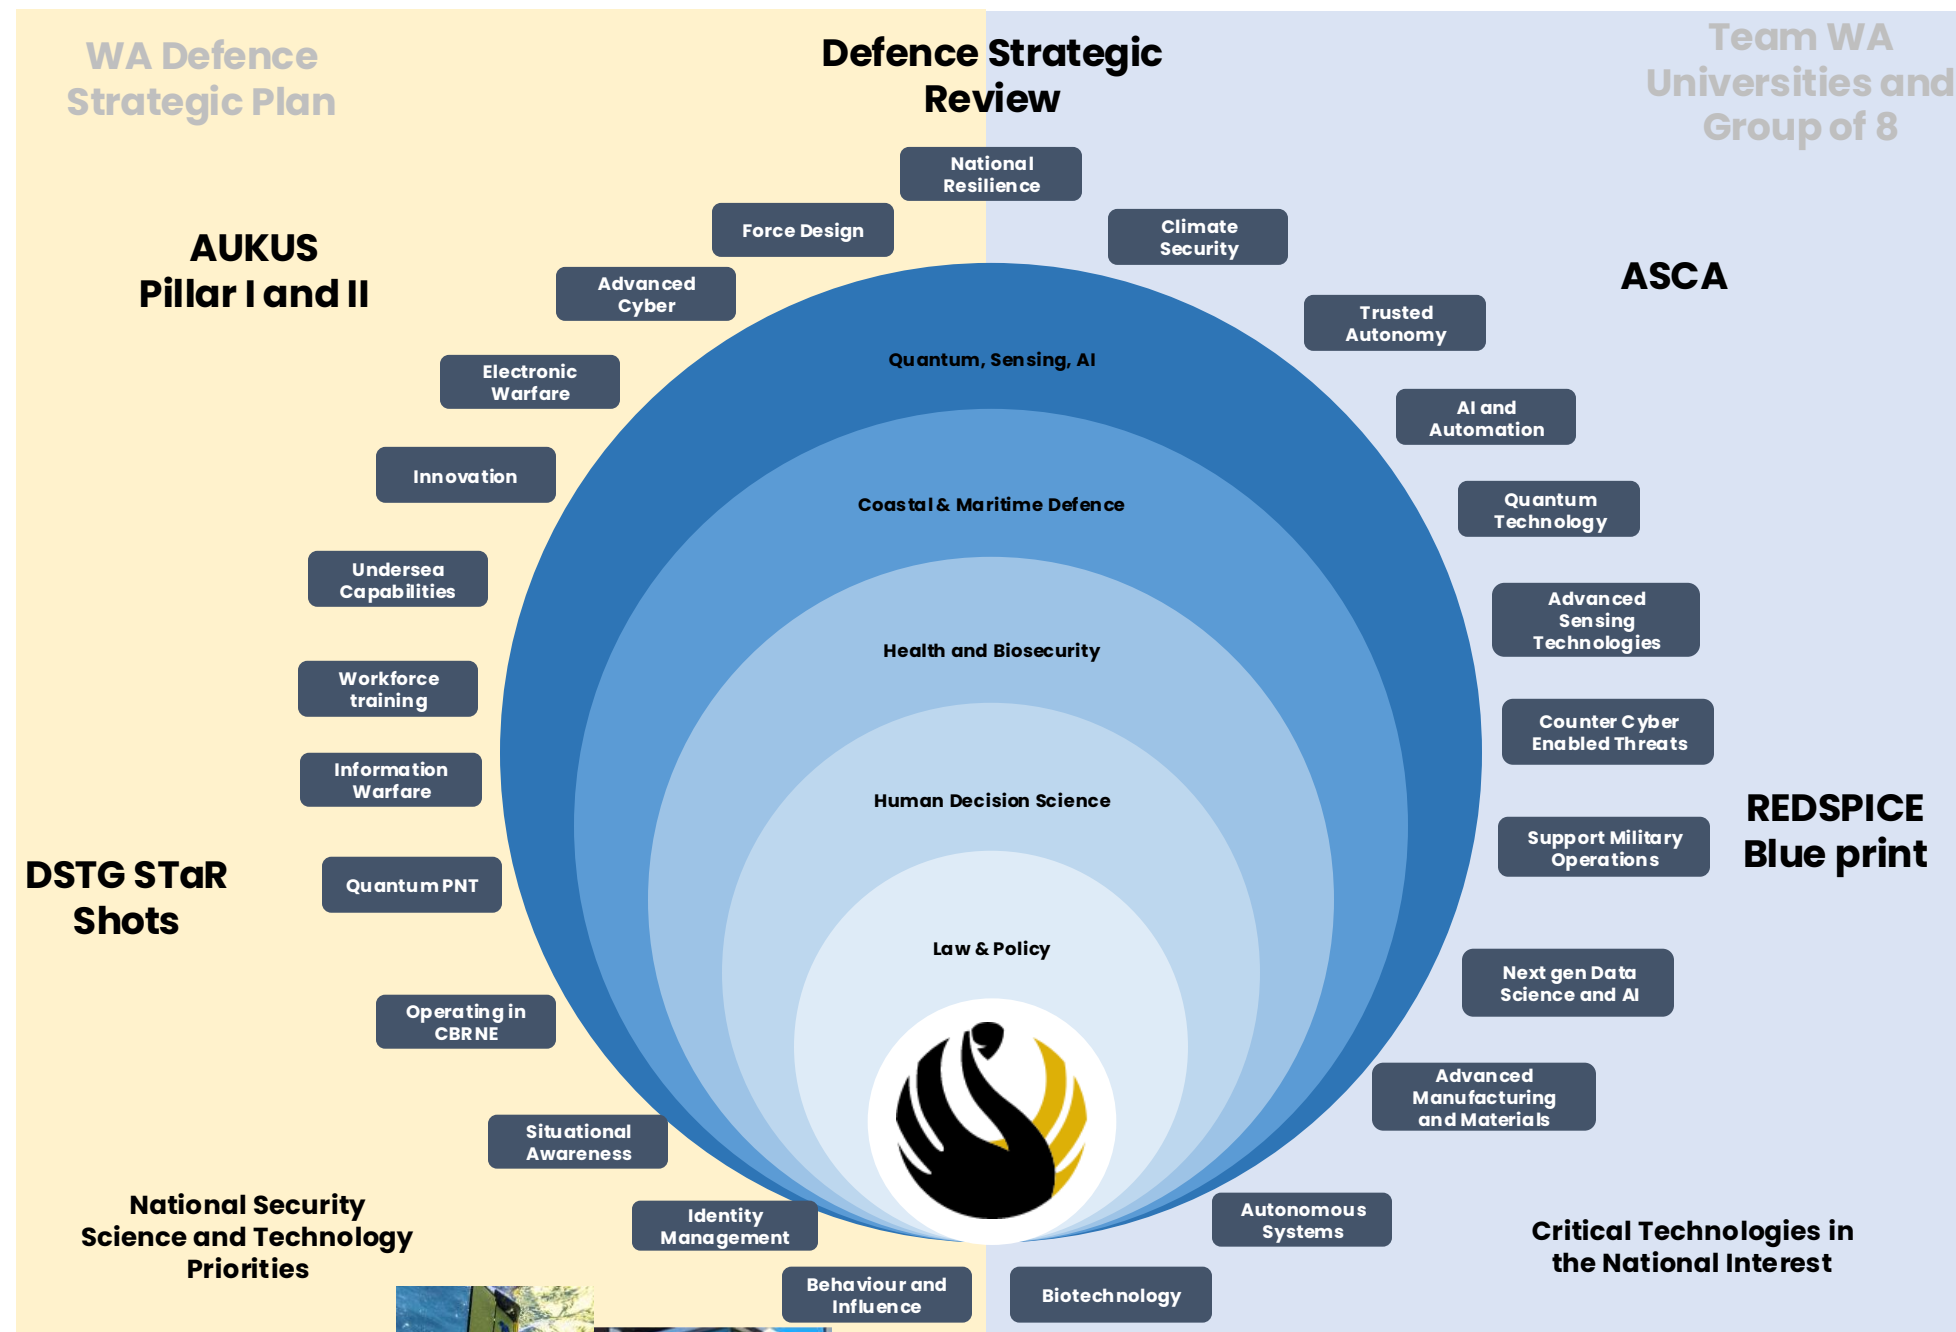 WA Defence
Strategic Plan
Defence Strategic
Review
Team WA
Universities and
Group of 8
National
Resilience
Force Design
Climate
Security
AUKUS
Pillar I and II
ASCA
Advanced
Cyber
Trusted
Autonomy
Quantum, Sensing, AI
Electronic
Warfare
AI and
Automation
Innovation
Quantum
Technology
Coastal & Maritime Defence
Undersea
Capabilities
Advanced
Sensing
Technologies
Health and Biosecurity
Workforce
training
Counter Cyber
Enabled Threats
Information
Warfare
Human Decision Science
REDSPICE
Blue print
Support Military
Operations
DSTG STaR
Shots
Quantum PNT
Law & Policy
Next gen Data
Science and AI
Operating in
CBRNE
Advanced
Manufacturing
and Materials
Situational
Awareness
National Security
Science and Technology
Priorities
Identity
Management
Autonomous
Systems
Critical Technologies in
the National Interest
Behaviour and
Influence
Biotechnology